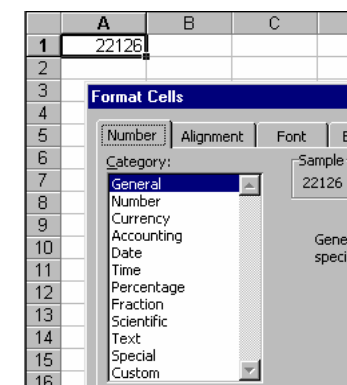 A B C
1 22126
2
3
Format Cells
4
5
Number Alignment Font
6
Category: Sample
7
General 22126
8
Number
9
Currency
Accounting
10
Date
11
Time
12
Percentage
13
Fraction
Scientific
14
Text
15
Special
16
Custom